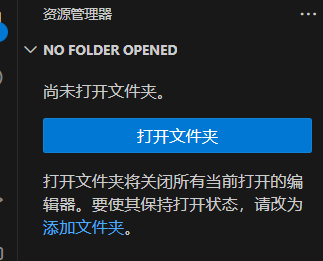 资源管理器
NO FOLDER OPENED
尚未打开文件夹。
打开文件夹
打开文件夹将关闭所有当前打开的编
辑器。要使其保持打开状态，请改为
添加文件夹。